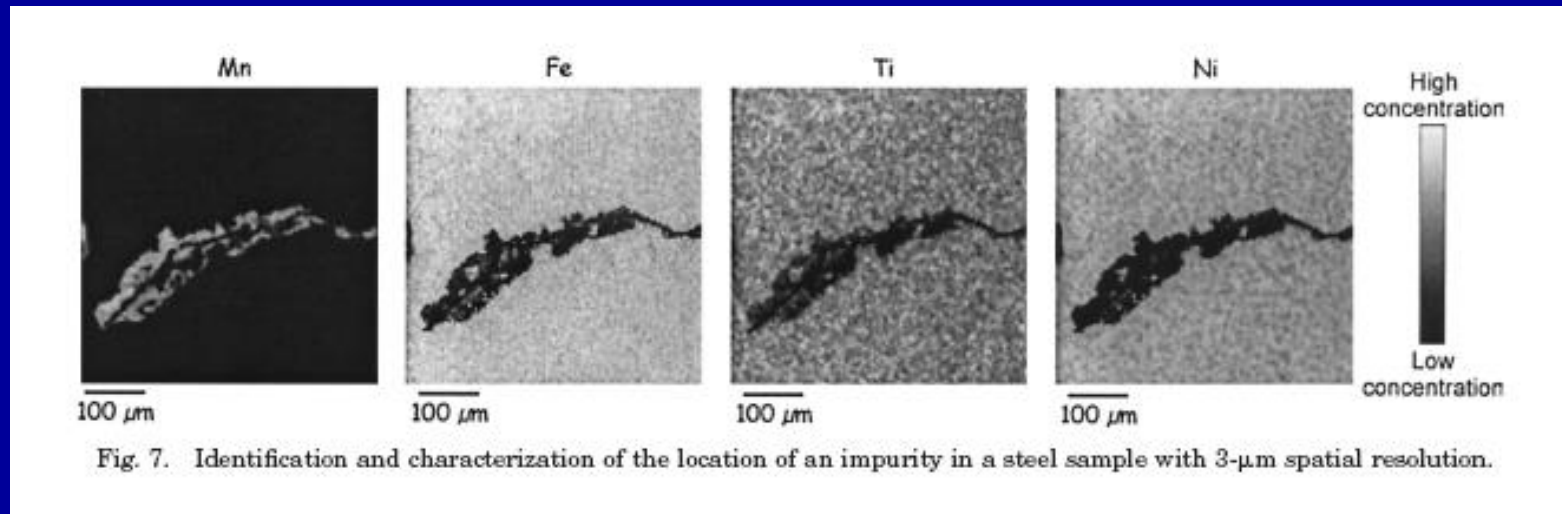 Mn Fe Ti Ni
High
concentration
Low
concentration
100 µm 100 µm 100 µm 100 µm
Fig. 7. Identification and characterization of the location of an impurity in a steel sample with 3-µm spatial resolution.